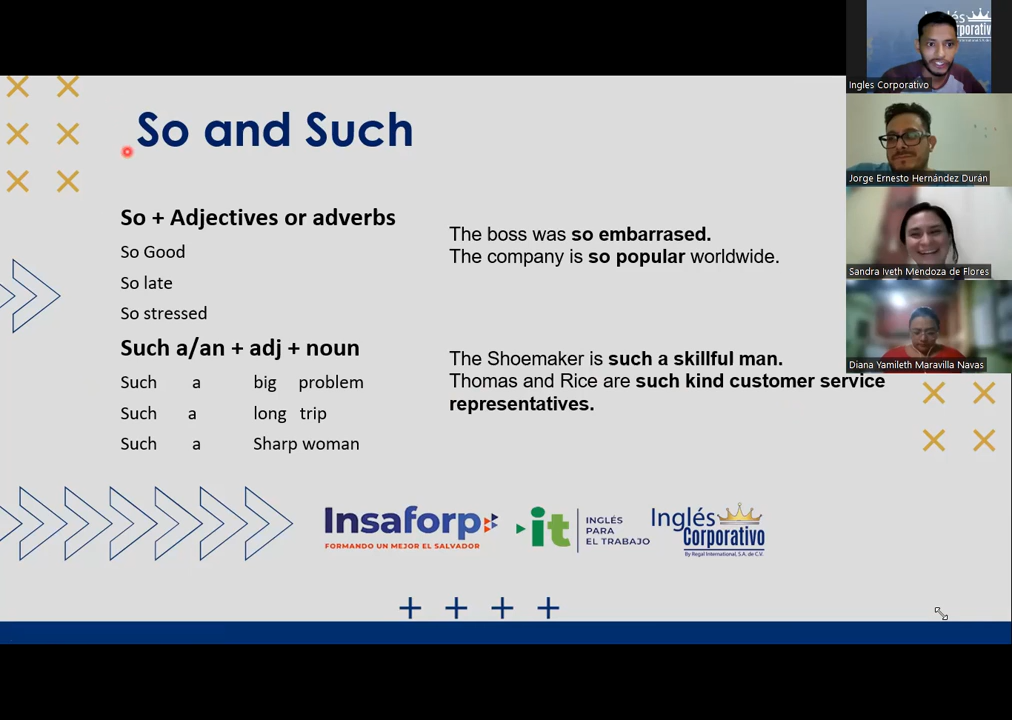 So and Success
So + Adjectives or adverbs
So Good
So late
So stressed
Such a/an + adj + noun
Such a big problem
Such a long trip
Such a Sharp woman
The boss was so embarrased.
The company is so popular worldwide.
The Shoemaker is such a skillful man.
Thomas and Rice are such kind customer service
representatives.
Insaforp
FORMANDO UN MEJOR EL SALVADOR
it
INGLÉS
PARA
EL TRABAJO
Inglés
Corporativo
By Regal International, S.A. de C.V.
Ingles Corporativo
Jorge Ernesto Hernández Durán
Sandra Iveth Mendoza de Flores
Diana Yamileth Maravilla Navas